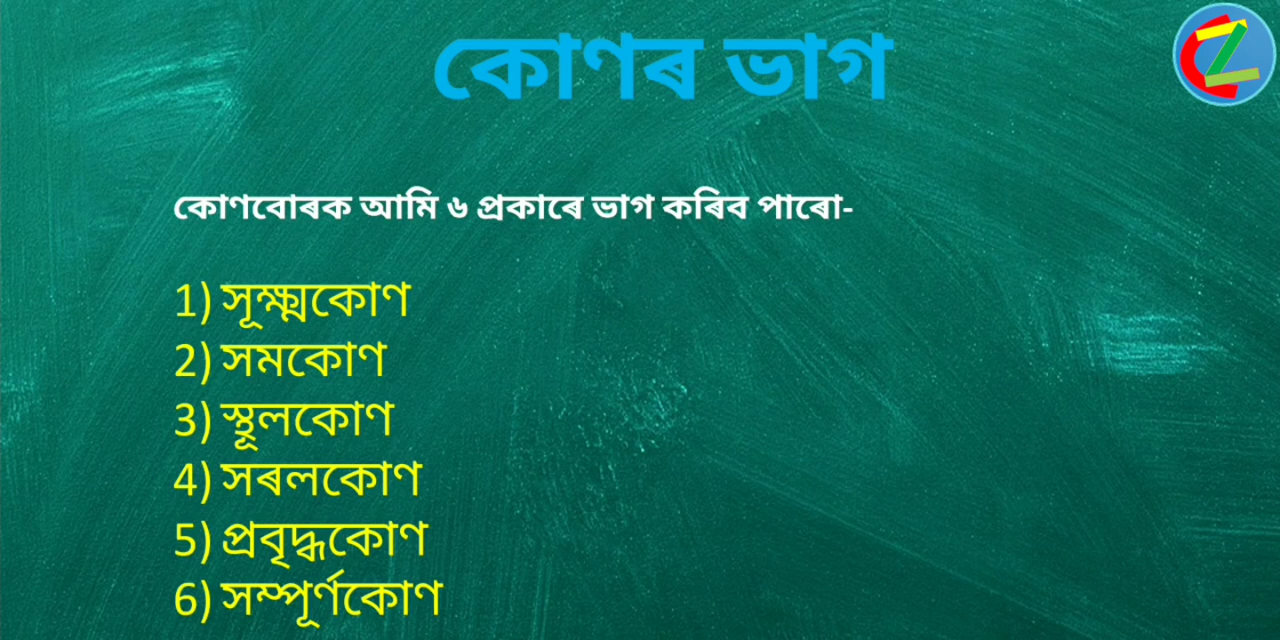 কোণৰ ভাগ
কোণবোৰক আমি ৬ প্ৰকাৰে ভাগ কৰিব পাৰো-
1) সূক্ষ্মকোণ
2) সমকোণ
3) স্থূলকোণ
4) সৰলকোণ
5) প্ৰবৃদ্ধকোণ
6) সম্পূৰ্ণকোণ